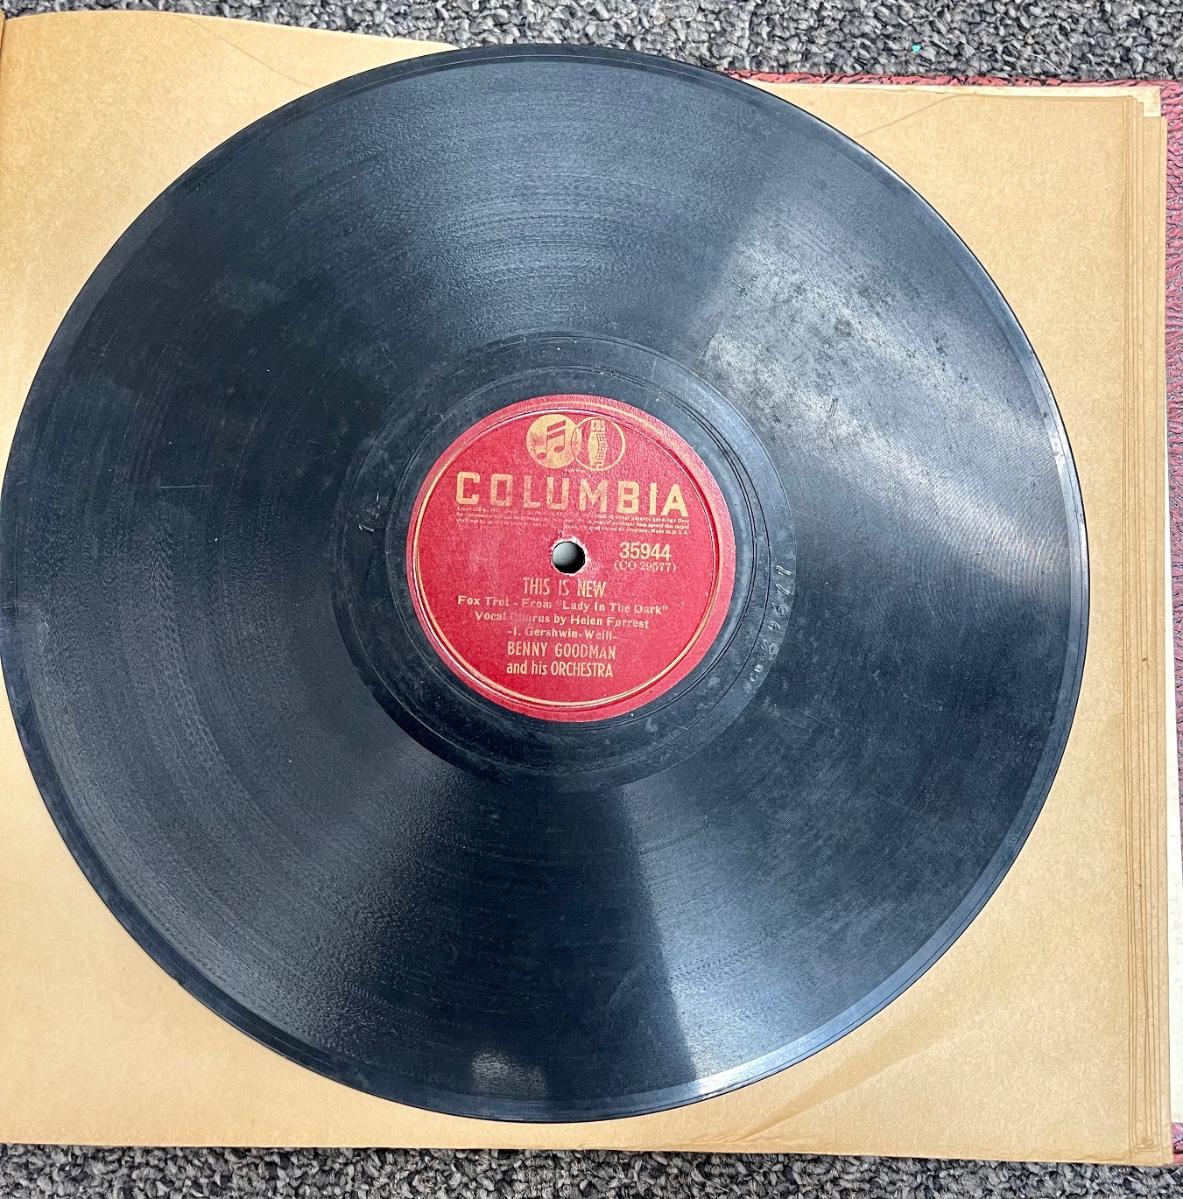 CBS
COLUMBIA
35944
(CO 29577)
THIS IS NEW
Fox Trot - From "Lady In The Dark"
Vocal Chorus by Helen Forrest
-I. Gershwin-Weill-
BENNY GOODMAN
and his ORCHESTRA